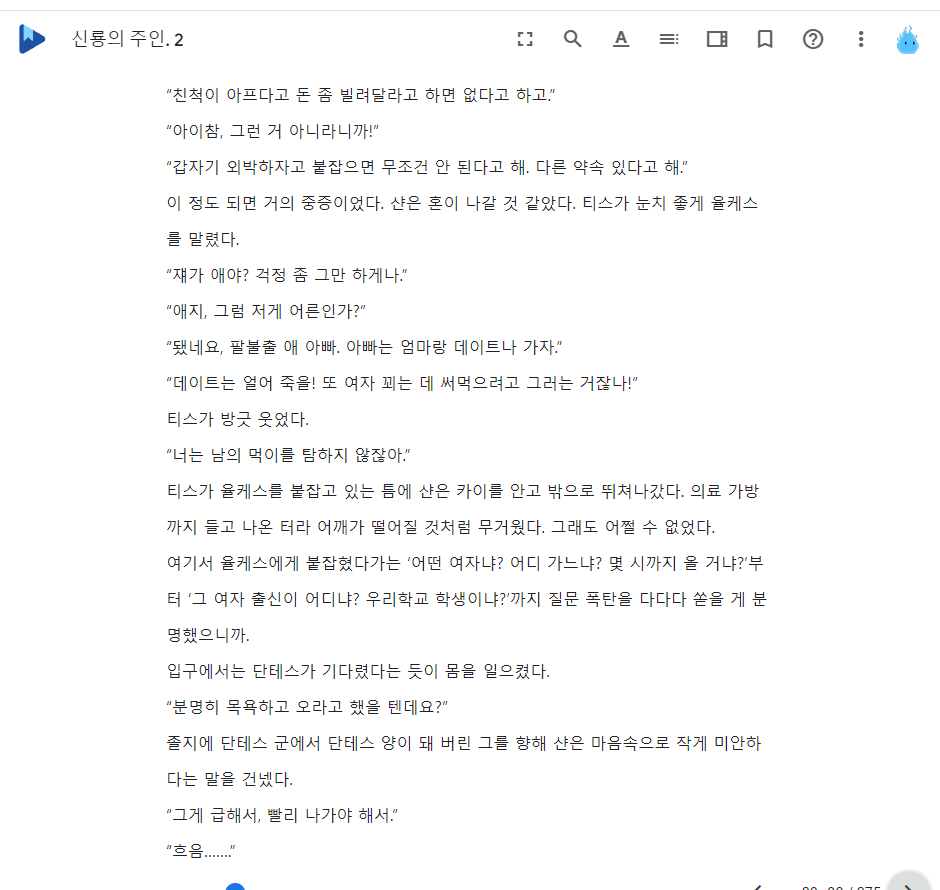 신룡의 주인. 2
“친척이 아프다고 돈 좀 빌려달라고 하면 없다고 하고.”
“아이참, 그런 거 아니라니까!”
“갑자기 외박하자고 붙잡으면 무조건 안 된다고 해. 다른 약속 있다고 해.”
이 정도 되면 거의 중증이었다. 샨은 혼이 나갈 것 같았다. 티스가 눈치 좋게 율케스
를 말렸다.
“쟤가 애야? 걱정 좀 그만 하게나.”
“애지, 그럼 저게 어른인가?”
“됐네요, 팔불출 애 아빠. 아빠는 엄마랑 데이트나 가자.”
“데이트는 얼어 죽을! 또 여자 꾀는 데 써먹으려고 그러는 거잖나!”
티스가 방긋 웃었다.
“너는 남의 먹이를 탐하지 않잖아.”
티스가 율케스를 붙잡고 있는 틈에 샨은 카이를 안고 밖으로 뛰쳐나갔다. 의료 가방
까지 들고 나온 터라 어깨가 떨어질 것처럼 무거웠다. 그래도 어쩔 수 없었다.
여기서 율케스에게 붙잡혔다가는 ‘어떤 여자냐? 어디 가느냐? 몇 시까지 올 거냐?’부
터 ‘그 여자 출신이 어디냐? 우리학교 학생이냐?’까지 질문 폭탄을 다다다 쏟을 게 분
명했으니까.
입구에서는 단테스가 기다렸다는 듯이 몸을 일으켰다.
“분명히 목욕하고 오라고 했을 텐데요?”
졸지에 단테스 군에서 단테스 양이 돼 버린 그를 향해 샨은 마음속으로 작게 미안하
다는 말을 건넸다.
“그게 급해서, 빨리 나가야 해서.”
“흐음.......”